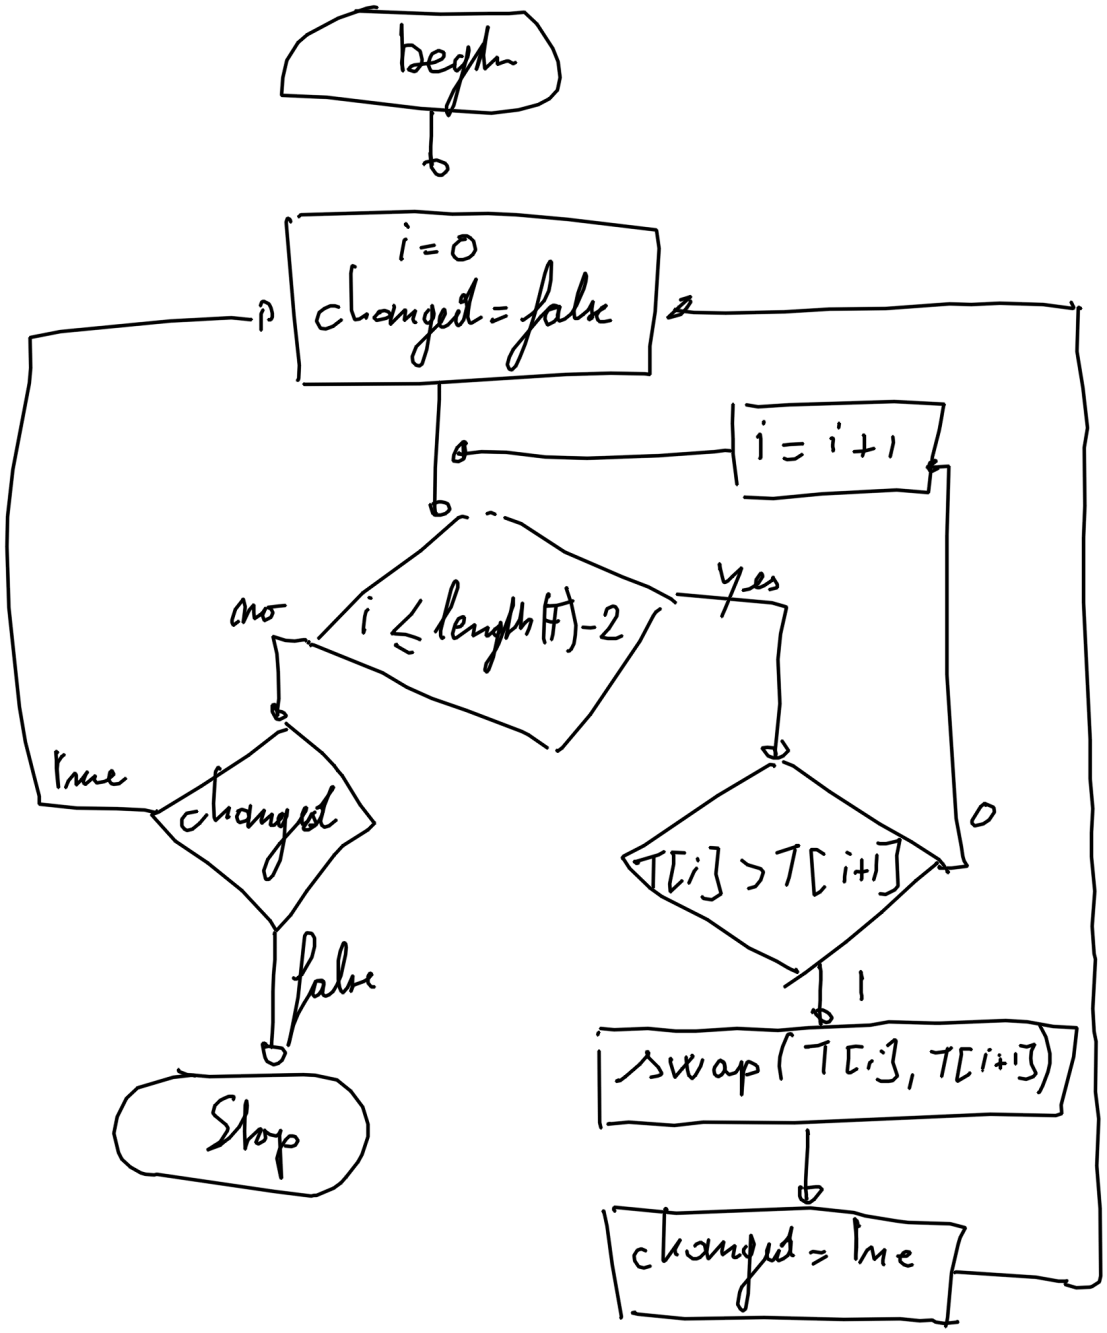 begin
i = 0
changed = false
i = i + 1
i ≤ length(T) - 2
yes
no
true
changed
false
Stop
T[i] > T[i+1]
0
1
swap (T[i], T[i+1])
changed = true